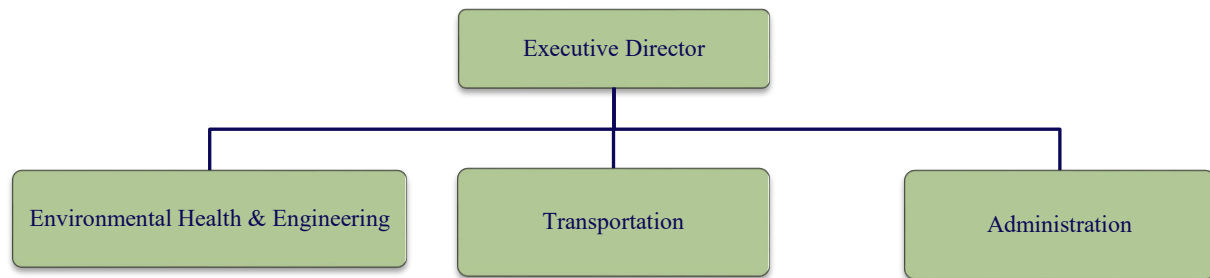 Executive Director
Environmental Health & Engineering
Transportation
Administration